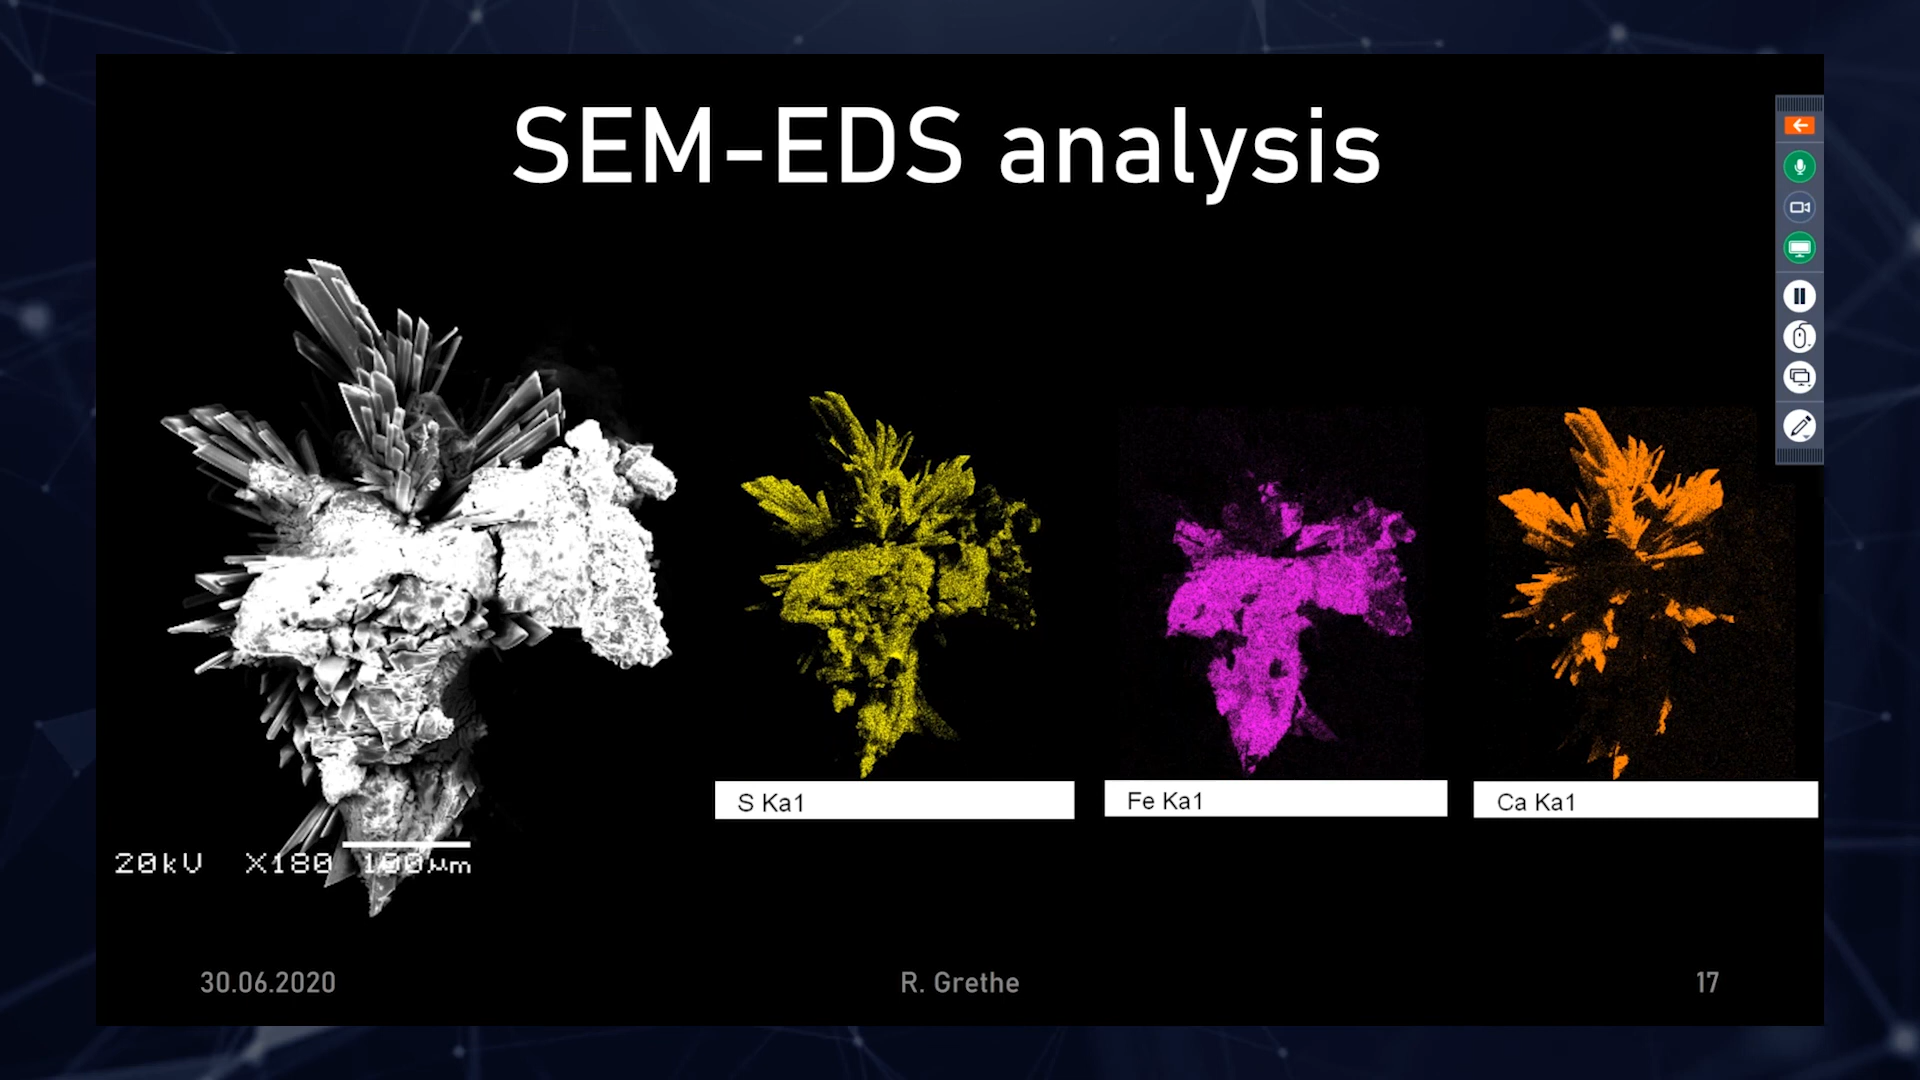 SEM-EDS analysis
S Ka1
Fe Ka1
Ca Ka1
20kV X180 100µm
30.06.2020
R. Grethe
17